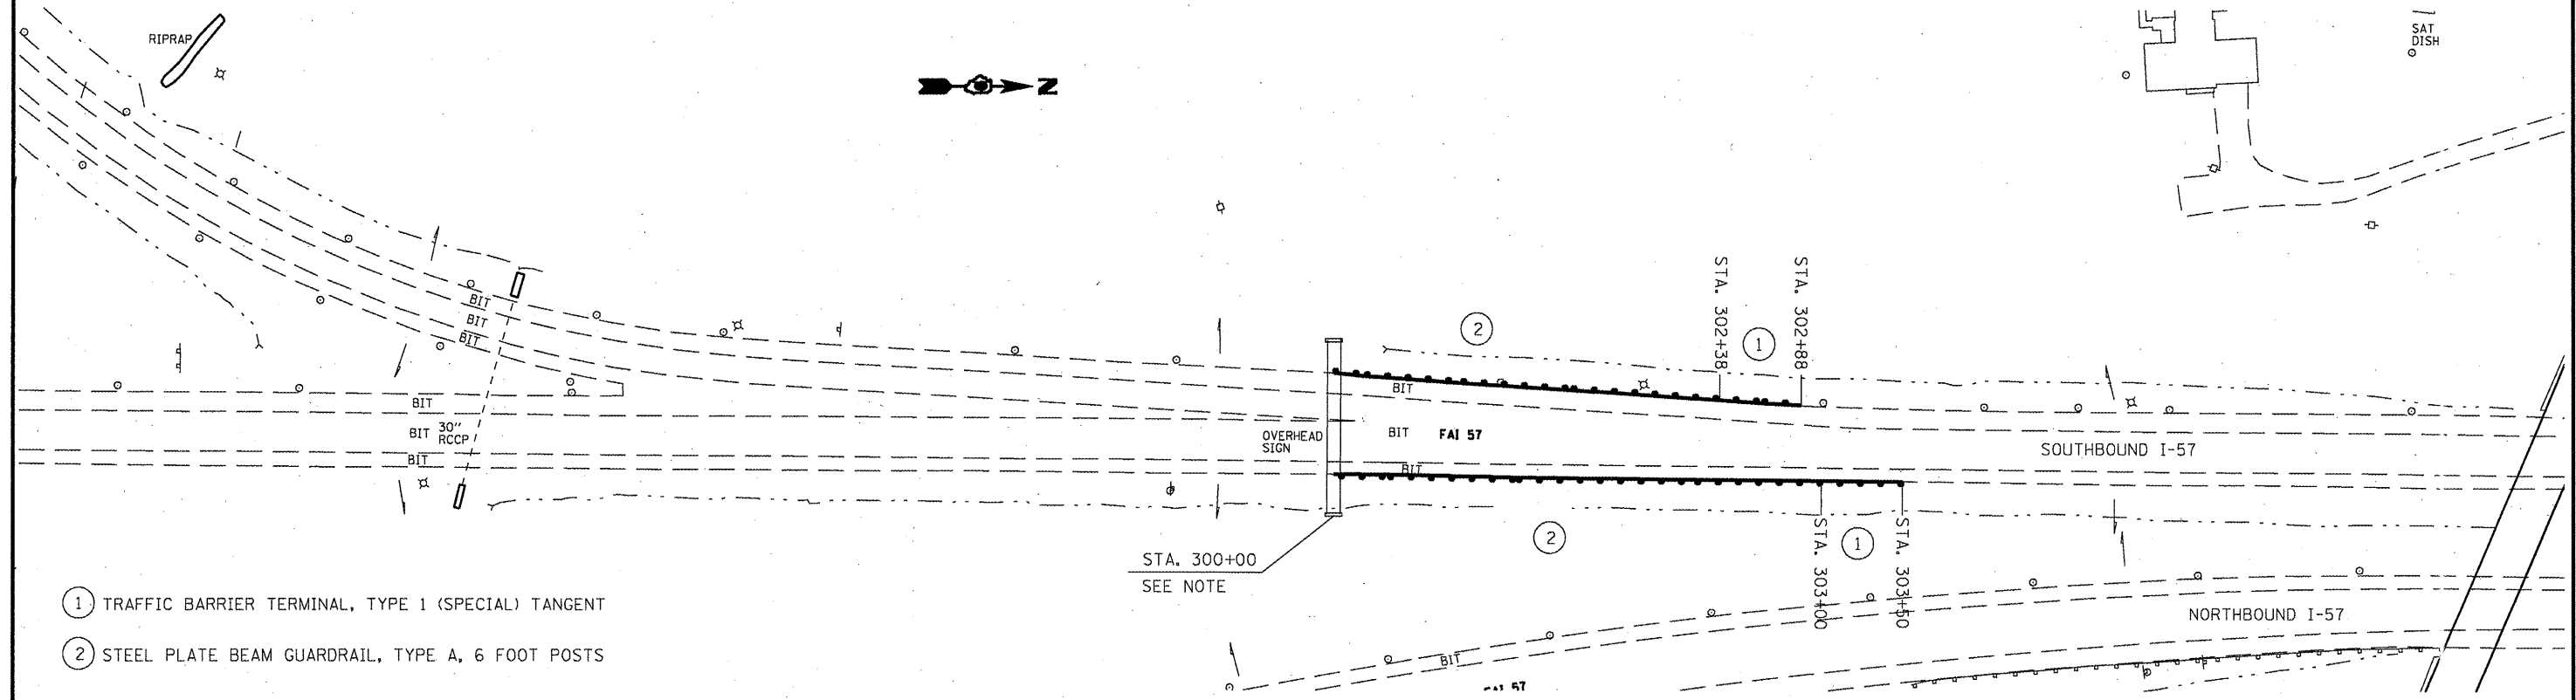 RIPRAP
N
SAT
DISH
BIT
BIT
BIT
BIT
BIT
30"
RCCP
BIT
OVERHEAD
SIGN
STA. 300+00
SEE NOTE
2
STA. 302+38
1
STA. 302+88
BIT
BIT
FAI 57
BIT
2
STA. 303+00
1
STA. 303+50
SOUTHBOUND I-57
NORTHBOUND I-57
BIT
FAI 57
1 TRAFFIC BARRIER TERMINAL, TYPE 1 (SPECIAL) TANGENT
2 STEEL PLATE BEAM GUARDRAIL, TYPE A, 6 FOOT POSTS